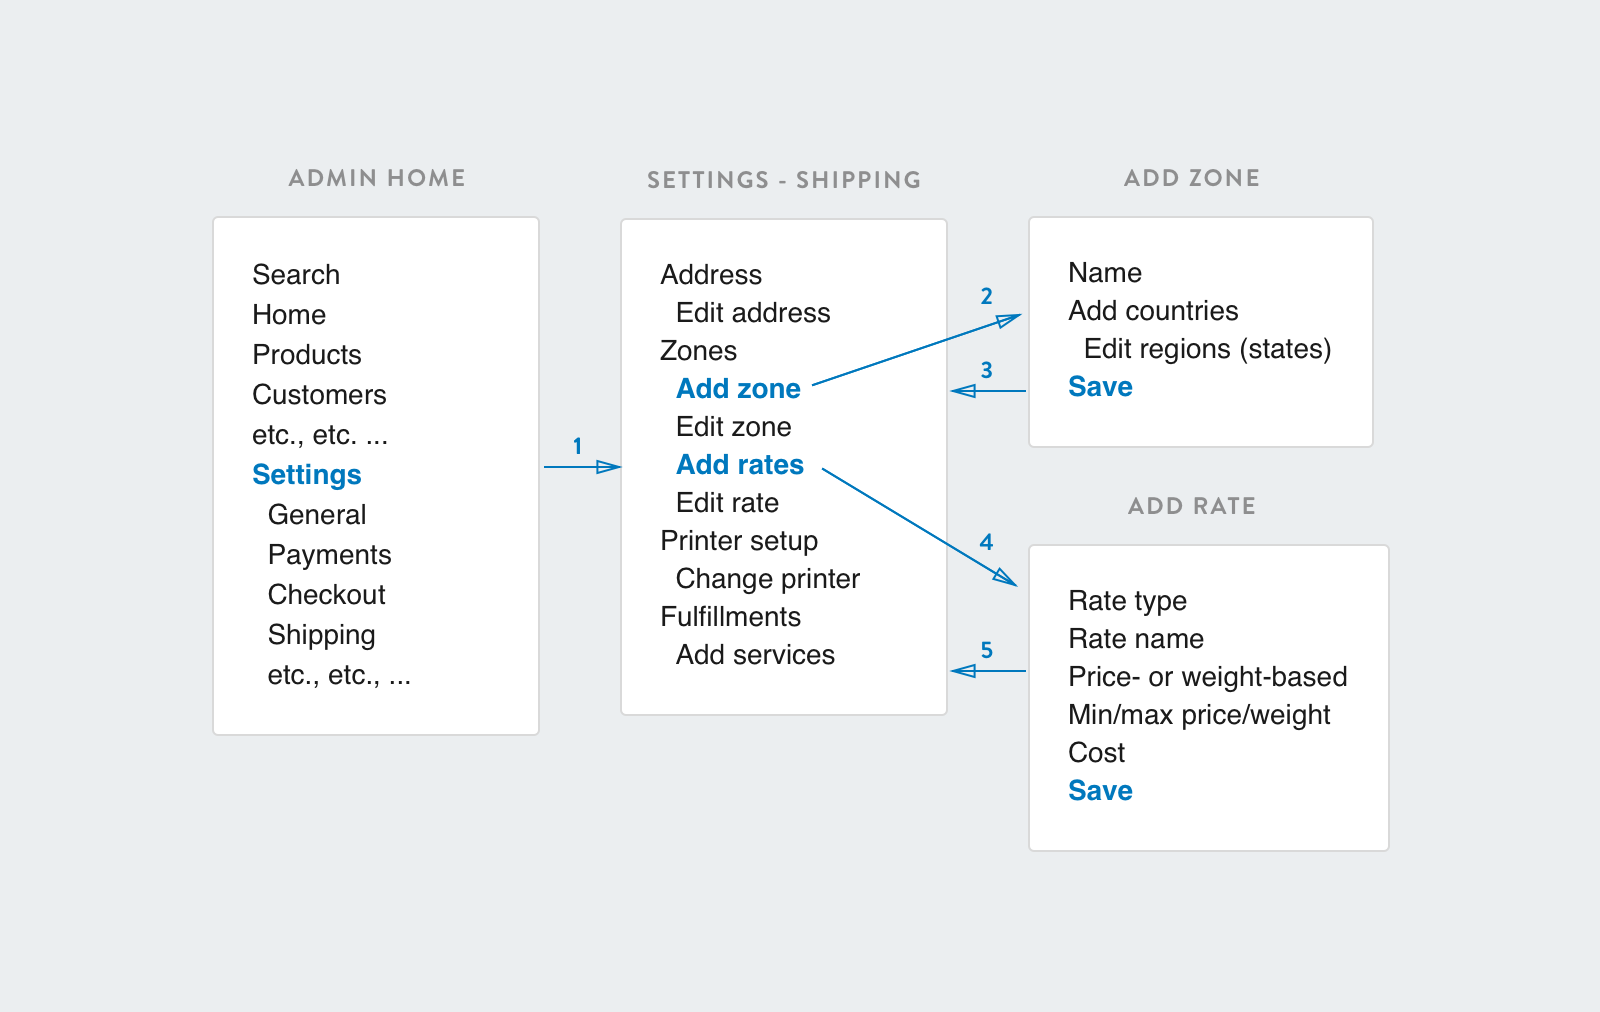 ADMIN HOME
Search
Home
Products
Customers
etc., etc. ...
Settings
General
Payments
Checkout
Shipping
etc., etc., ...
1
SETTINGS - SHIPPING
Address
Edit address
Zones
Add zone
Edit zone
Add rates
Edit rate
Printer setup
Change printer
Fulfillments
Add services
2
3
4
5
ADD ZONE
Name
Add countries
Edit regions (states)
Save
ADD RATE
Rate type
Rate name
Price- or weight-based
Min/max price/weight
Cost
Save